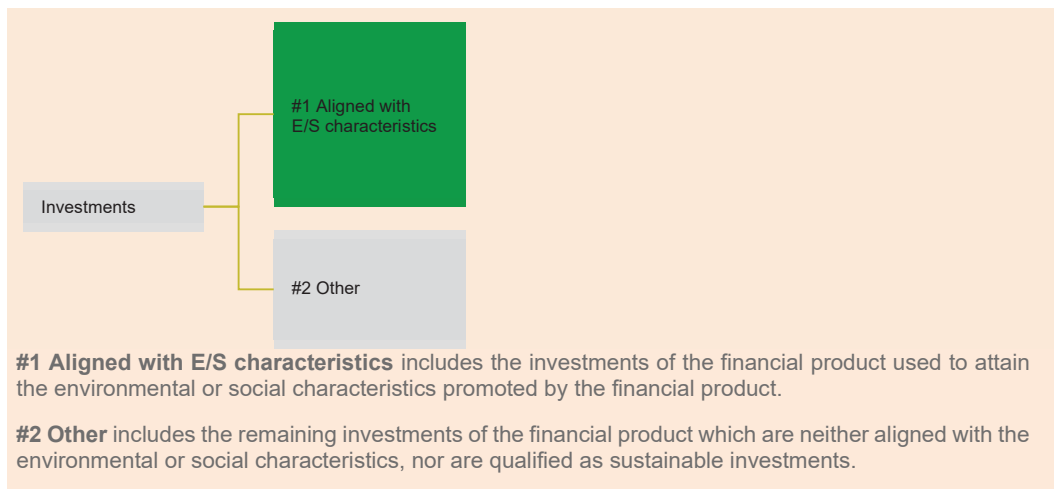 #1 Aligned with
E/S characteristics
Investments
#2 Other
#1 Aligned with E/S characteristics includes the investments of the financial product used to attain
the environmental or social characteristics promoted by the financial product.
#2 Other includes the remaining investments of the financial product which are neither aligned with the
environmental or social characteristics, nor are qualified as sustainable investments.